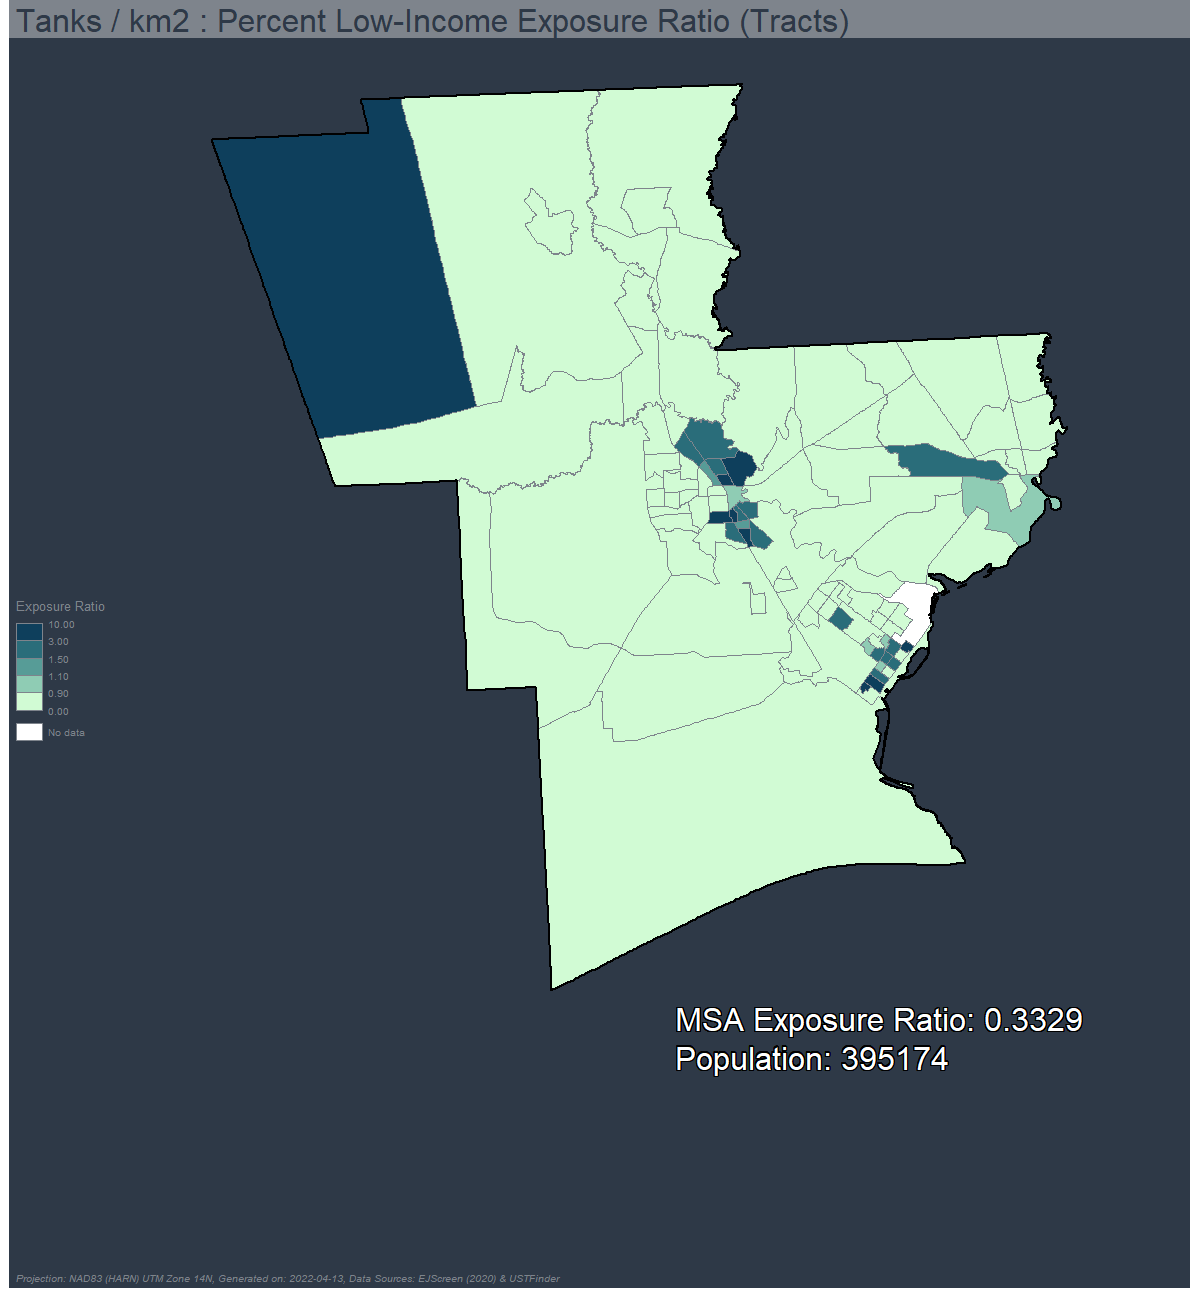 Tanks / km2 : Percent Low-Income Exposure Ratio (Tracts)
Exposure Ratio
10.00
3.00
1.50
1.10
0.90
0.00
No data
MSA Exposure Ratio: 0.3329
Population: 395174
Projection: NAD83 (HARN) UTM Zone 14N, Generated on: 2022-04-13, Data Sources: EJScreen (2020) & USTFinder